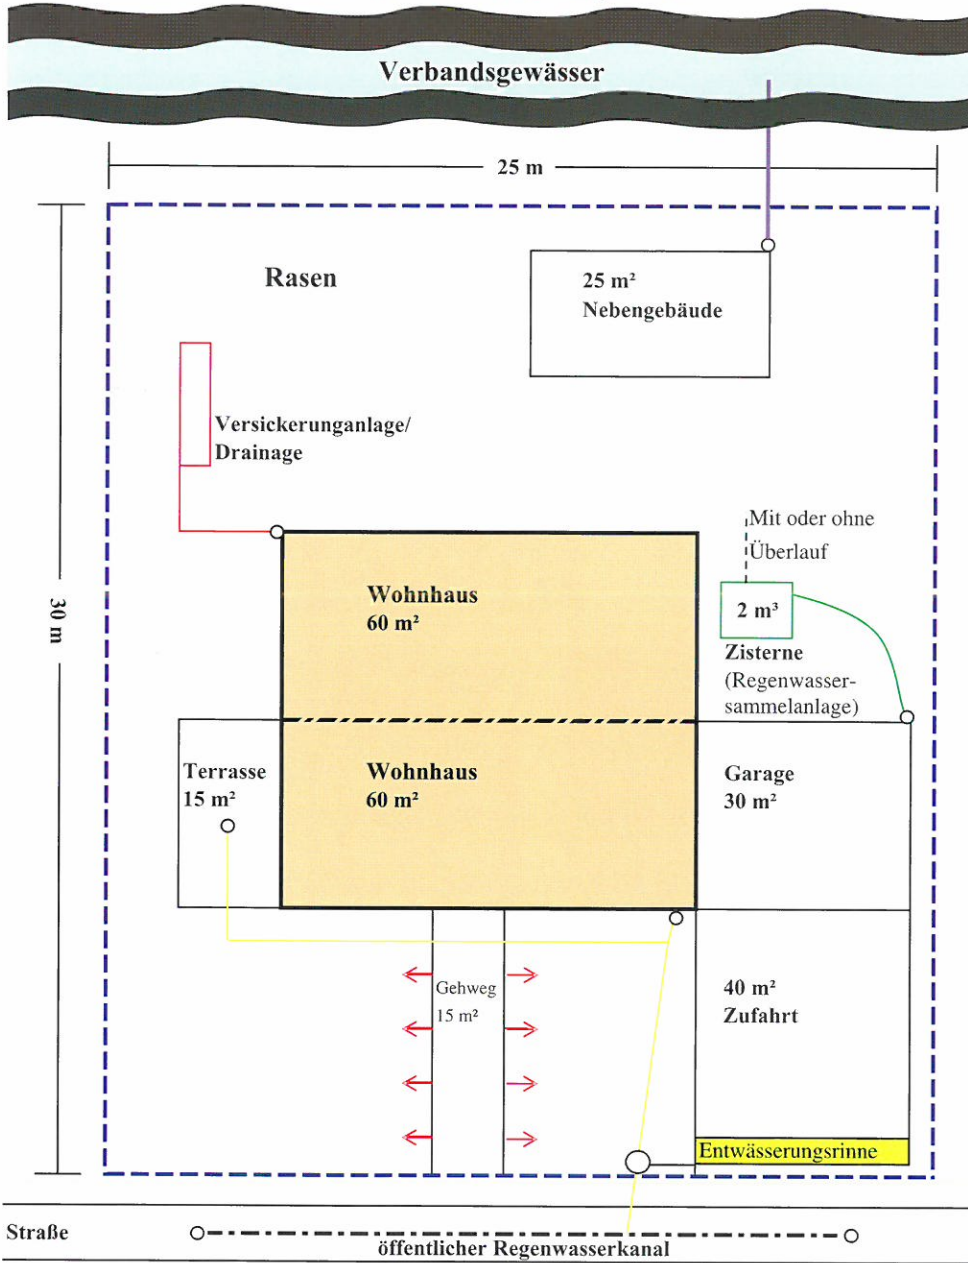 Verbandsgewässer
25 m
Rasen
25 m²
Nebengebäude
Versickerunganlage/
Drainage
Mit oder ohne
Überlauf
30 m
Wohnhaus
60 m²
2 m³
Zisterne
(Regenwasser-
sammelanlage)
Terrasse
15 m²
Wohnhaus
60 m²
Garage
30 m²
Gehweg
15 m²
40 m²
Zufahrt
Entwässerungsrinne
Straße
öffentlicher Regenwasserkanal